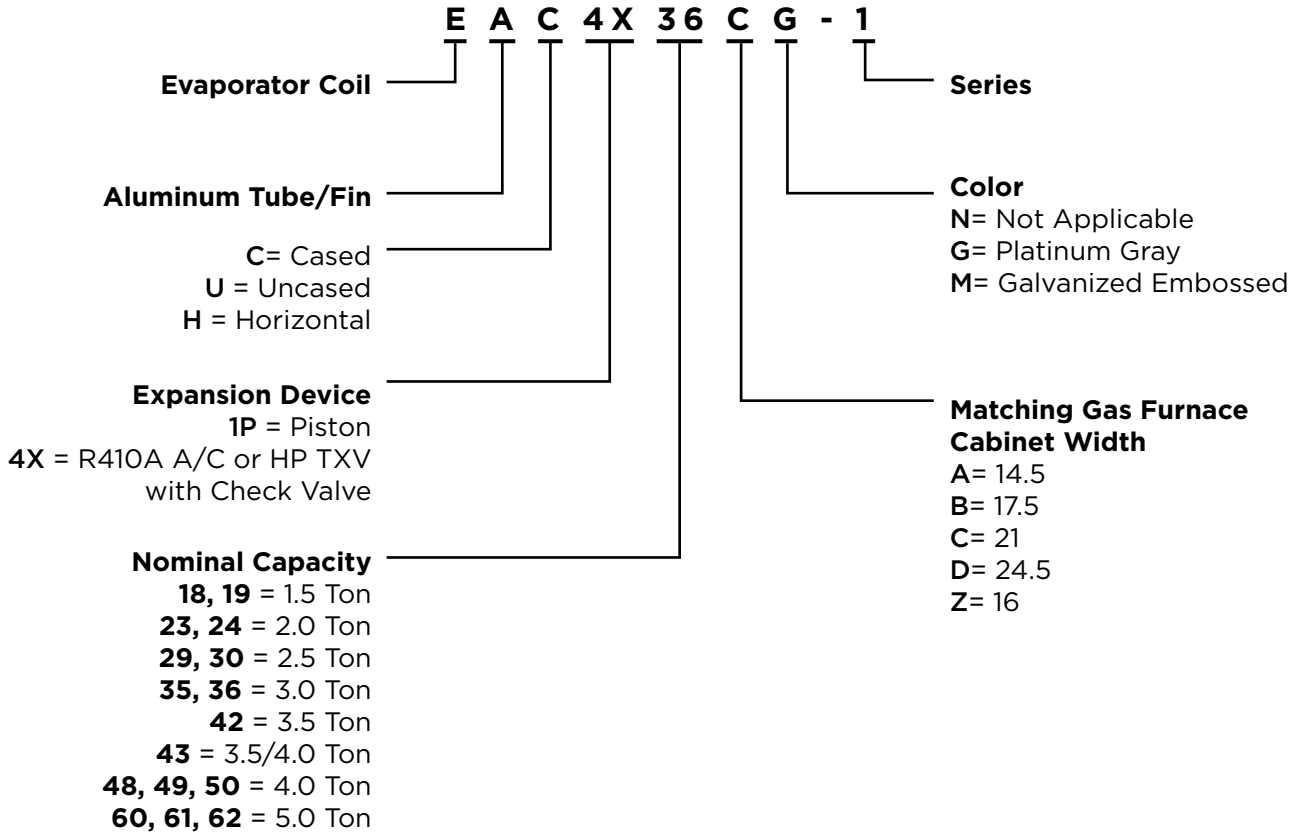 E A C 4X 36 C G - 1
Evaporator Coil
Aluminum Tube/Fin
C= Cased
U = Uncased
H = Horizontal
Expansion Device
1P = Piston
4X = R410A A/C or HP TXV
with Check Valve
Nominal Capacity
18, 19 = 1.5 Ton
23, 24 = 2.0 Ton
29, 30 = 2.5 Ton
35, 36 = 3.0 Ton
42 = 3.5 Ton
43 = 3.5/4.0 Ton
48, 49, 50 = 4.0 Ton
60, 61, 62 = 5.0 Ton
Series
Color
N= Not Applicable
G= Platinum Gray
M= Galvanized Embossed
Matching Gas Furnace
Cabinet Width
A= 14.5
B= 17.5
C= 21
D= 24.5
Z= 16